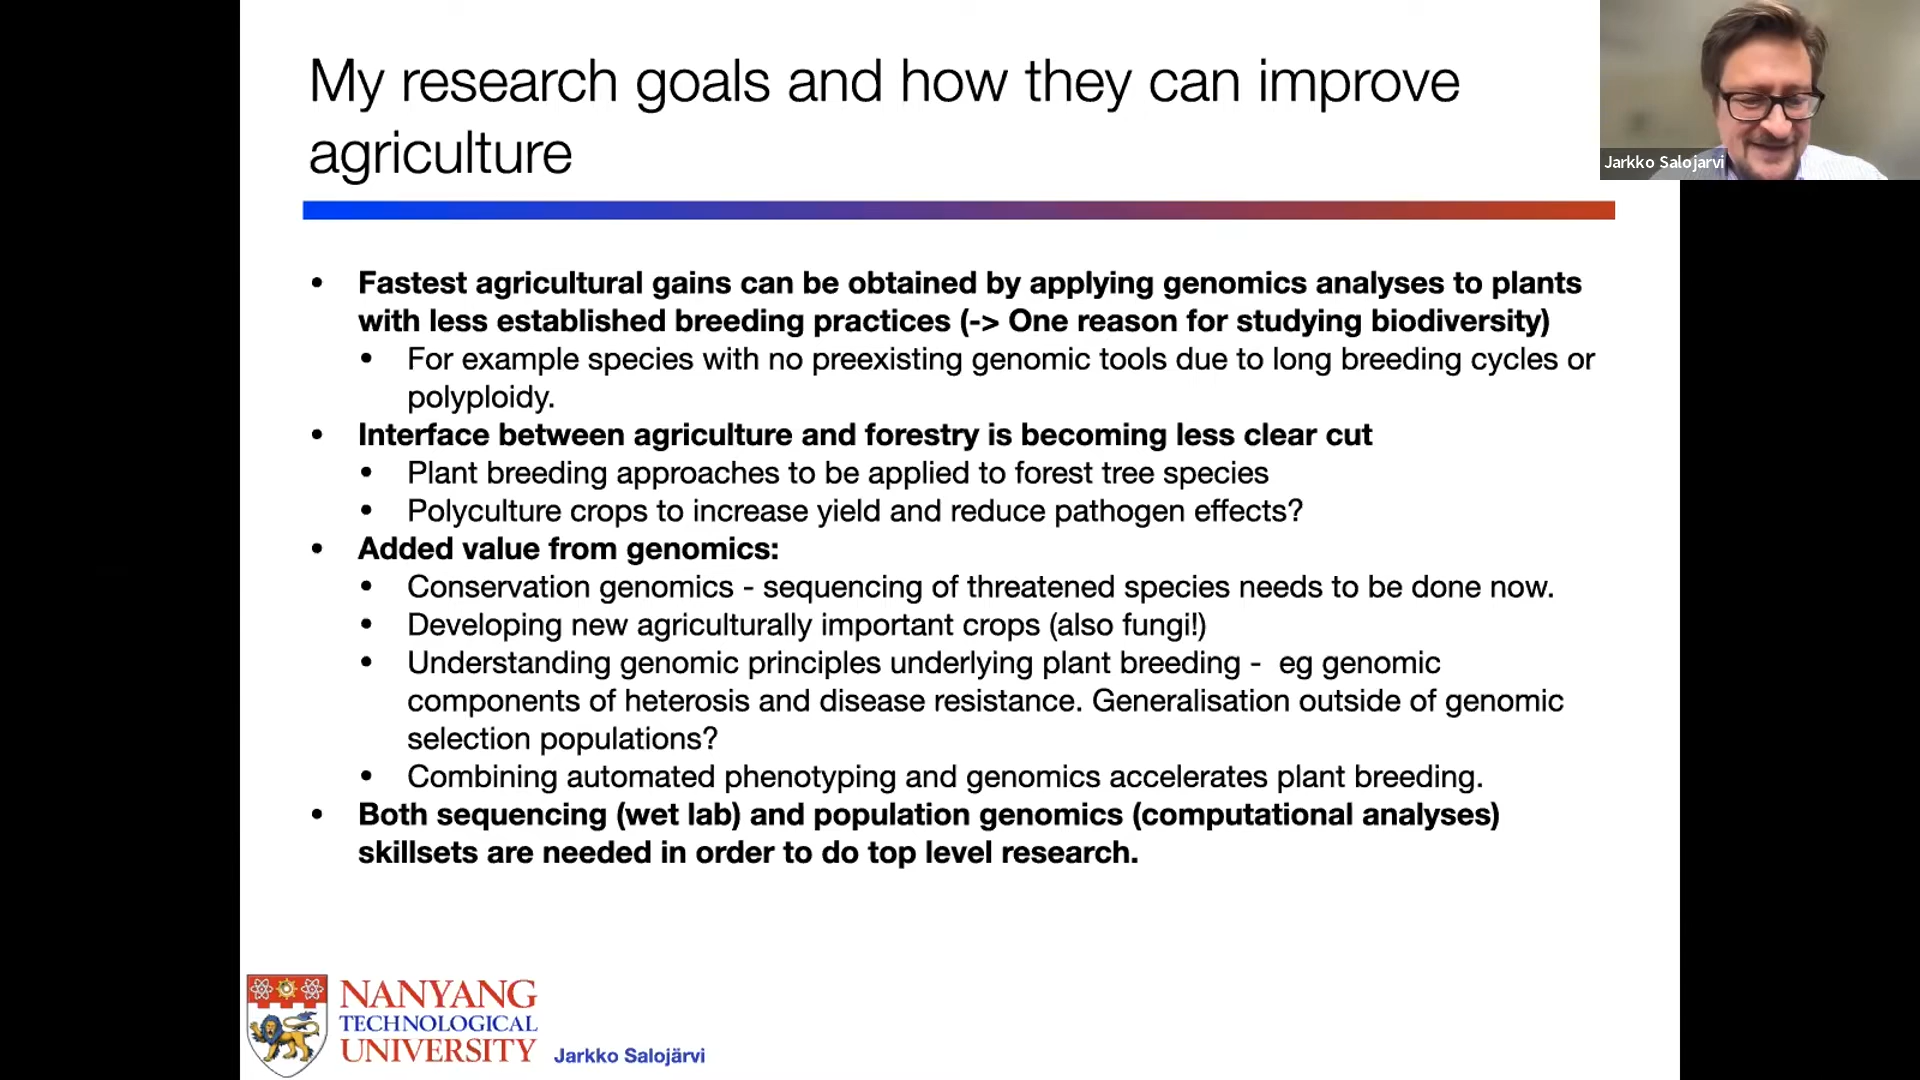 My research goals and how they can improve
agriculture
Jarkko Salojarvi
• Fastest agricultural gains can be obtained by applying genomics analyses to plants
with less established breeding practices (-> One reason for studying biodiversity)
• For example species with no preexisting genomic tools due to long breeding cycles or
polyploidy.
• Interface between agriculture and forestry is becoming less clear cut
• Plant breeding approaches to be applied to forest tree species
• Polyculture crops to increase yield and reduce pathogen effects?
• Added value from genomics:
• Conservation genomics - sequencing of threatened species needs to be done now.
• Developing new agriculturally important crops (also fungi!)
• Understanding genomic principles underlying plant breeding - eg genomic
components of heterosis and disease resistance. Generalisation outside of genomic
selection populations?
• Combining automated phenotyping and genomics accelerates plant breeding.
• Both sequencing (wet lab) and population genomics (computational analyses)
skillsets are needed in order to do top level research.
NANYANG
TECHNOLOGICAL
UNIVERSITY
Jarkko Salojärvi